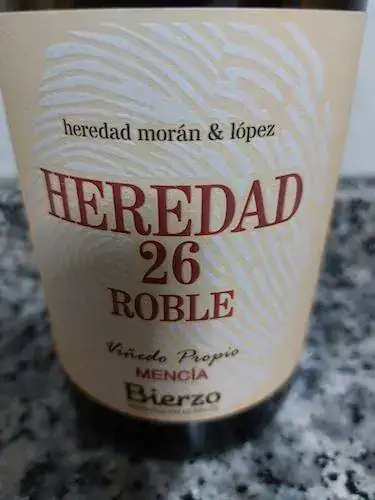 heredad morán & lópez
HEREDAD
26
ROBLE
Viñedo Propio
MENCÍA
Bierzo